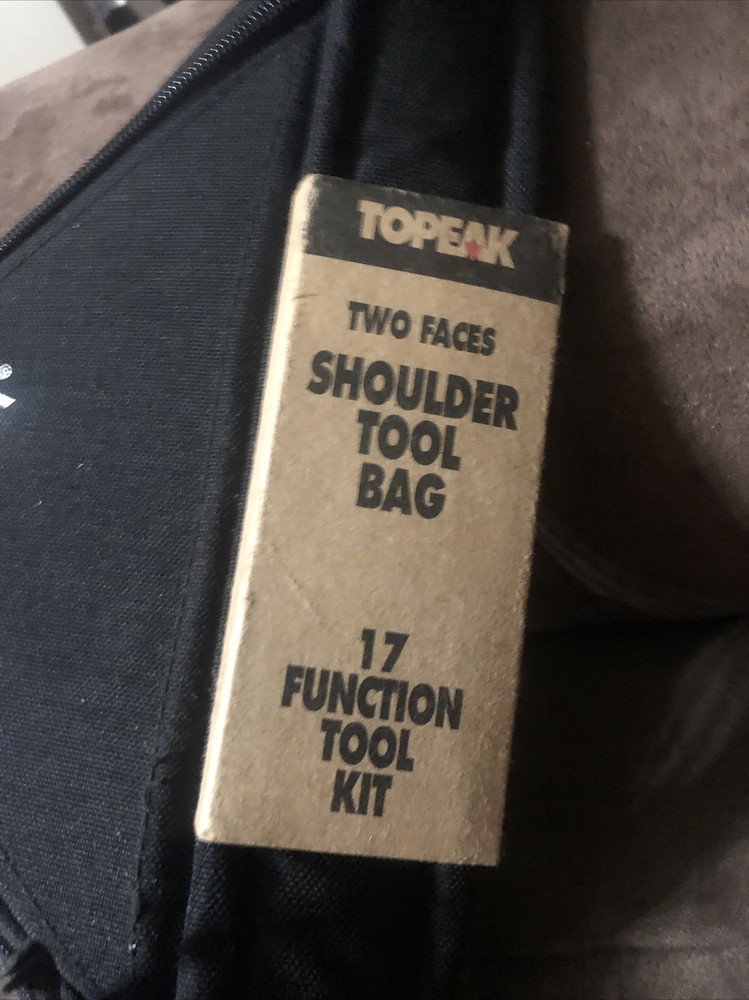 TOPEAK
TWO FACES
SHOULDER
TOOL
BAG
17
FUNCTION
TOOL
KIT